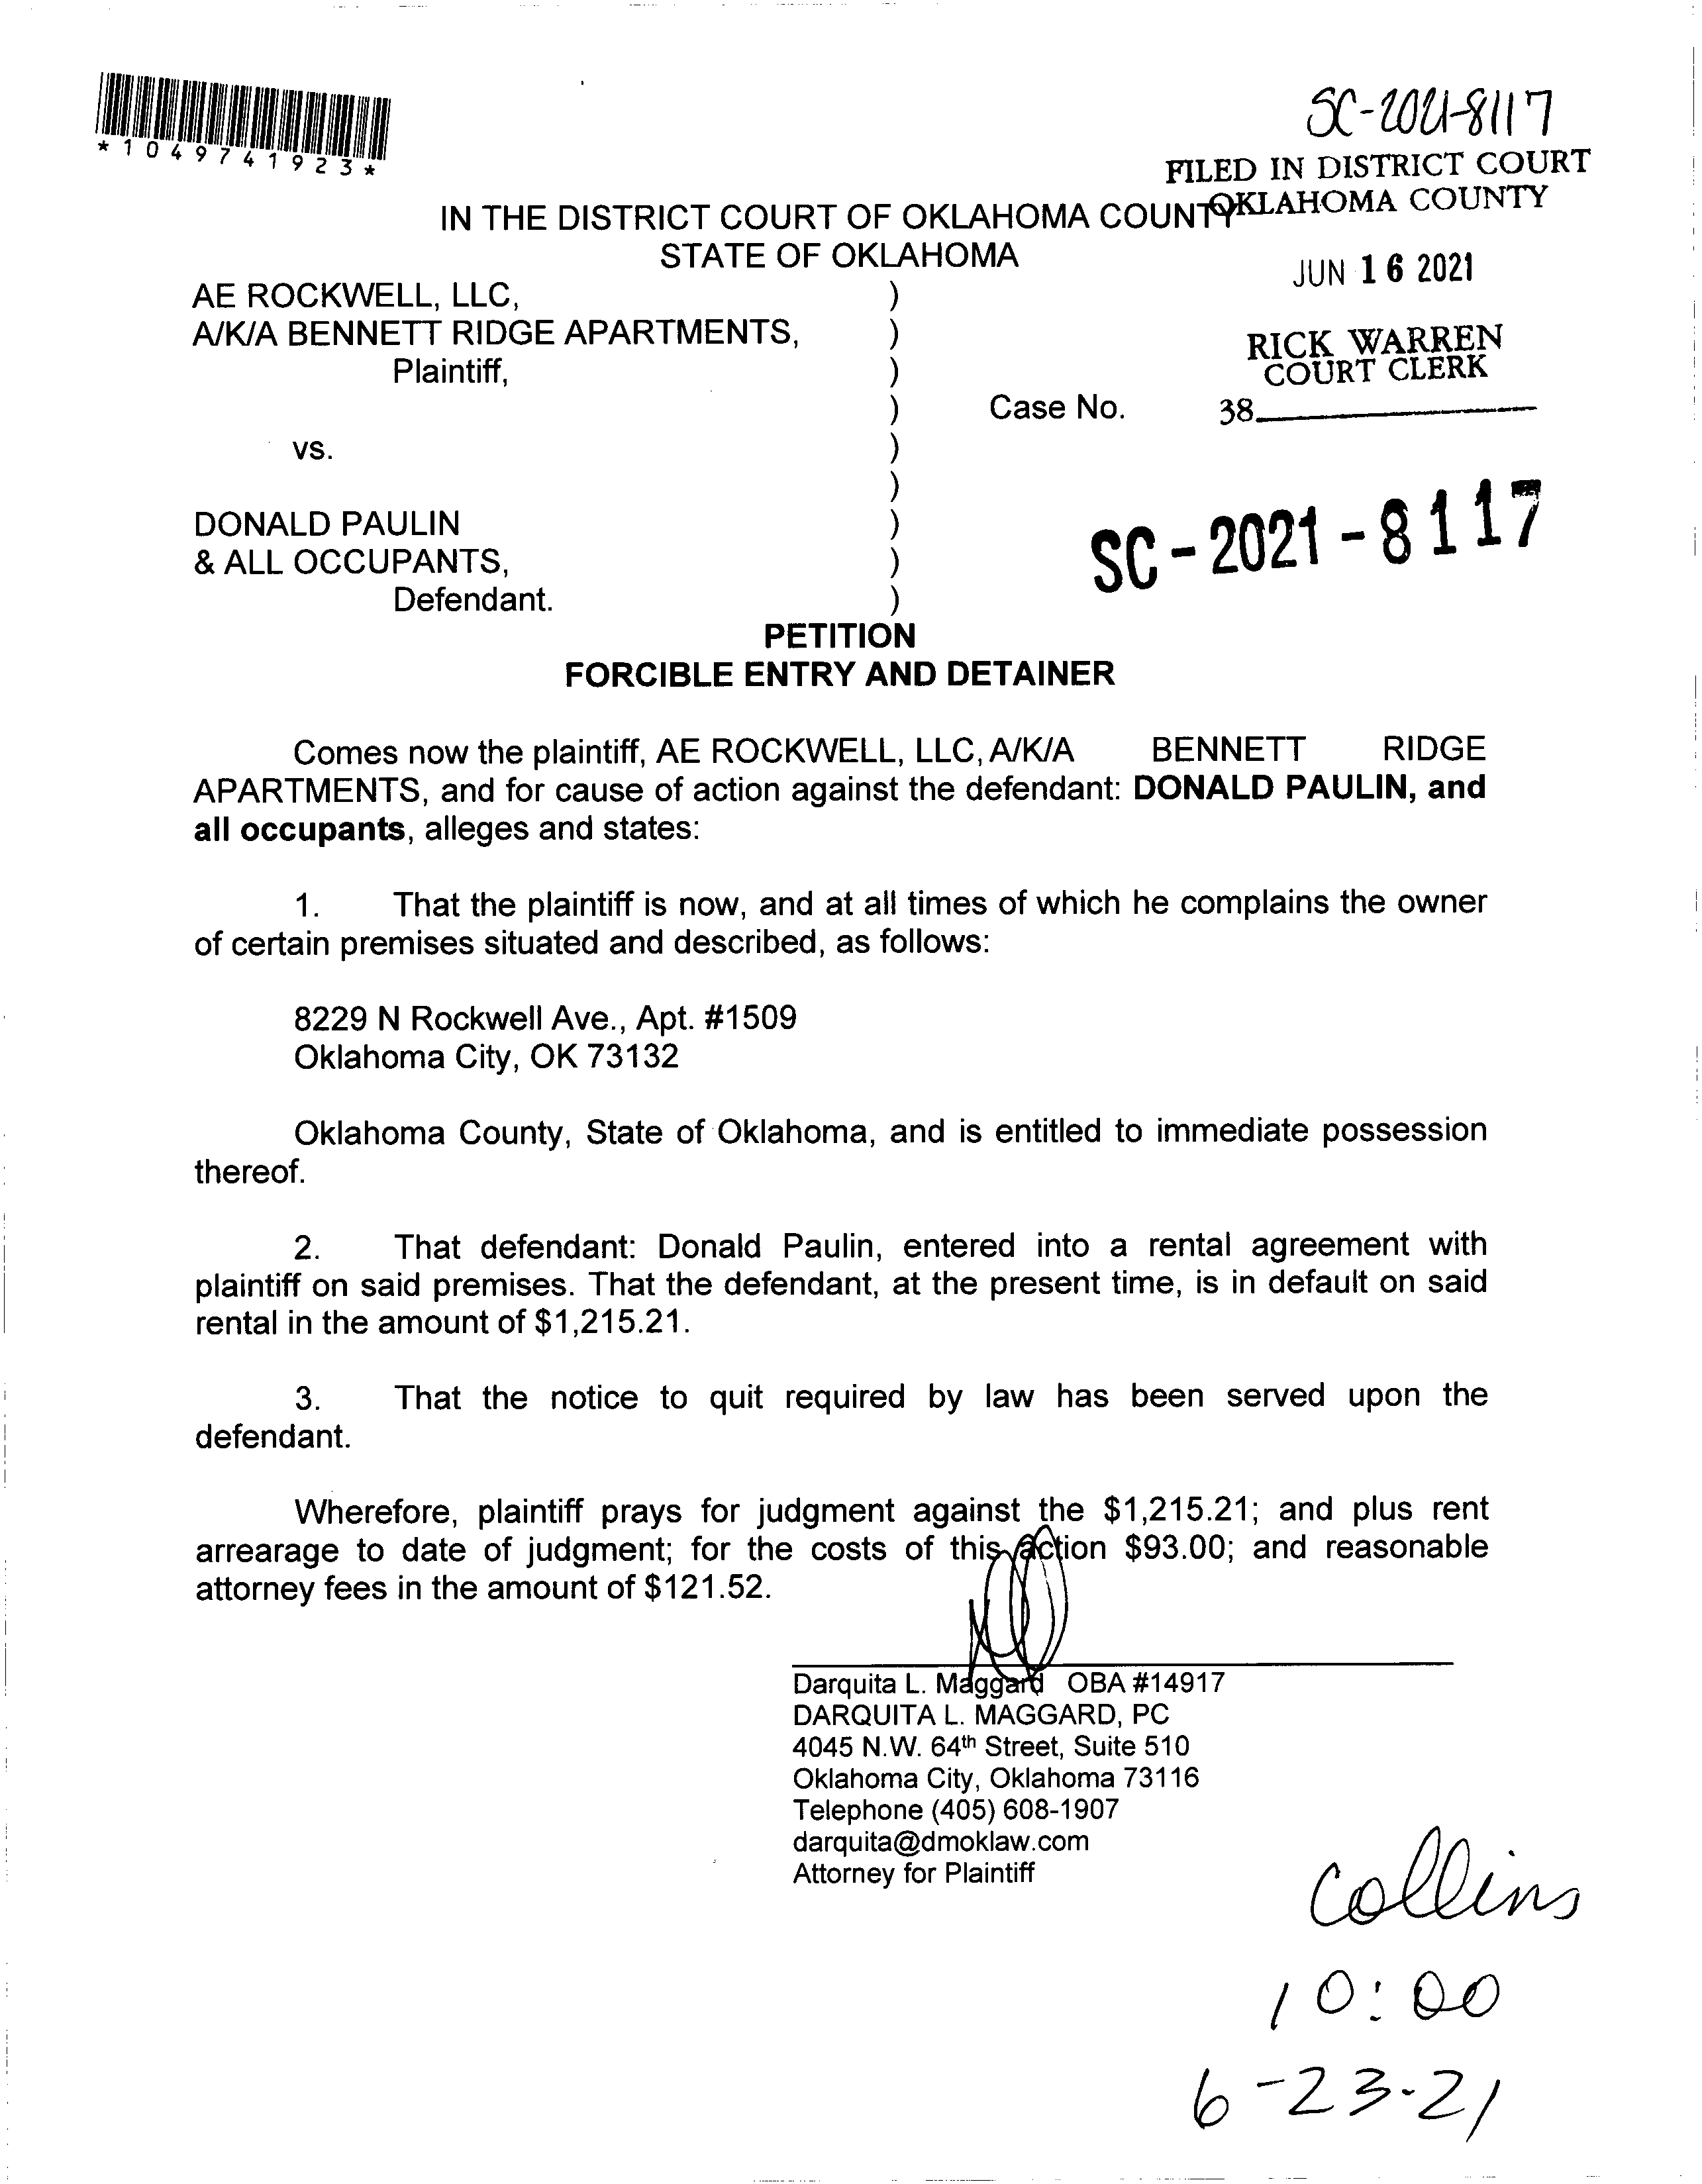 SC-2021-8117
*1049741923*
FILED IN DISTRICT COURT
OKLAHOMA COUNTY
IN THE DISTRICT COURT OF OKLAHOMA COUNTY
STATE OF OKLAHOMA
JUN 16 2021
AE ROCKWELL, LLC, )
A/K/A BENNETT RIDGE APARTMENTS, )
RICK WARREN
COURT CLERK
Plaintiff, )
) Case No. 38
vs. )
)
DONALD PAULIN )
SC-2021-8117
& ALL OCCUPANTS, )
Defendant. )
PETITION
FORCIBLE ENTRY AND DETAINER
Comes now the plaintiff, AE ROCKWELL, LLC, A/K/A BENNETT RIDGE
APARTMENTS, and for cause of action against the defendant: DONALD PAULIN, and
all occupants, alleges and states:
1. That the plaintiff is now, and at all times of which he complains the owner
of certain premises situated and described, as follows:
8229 N Rockwell Ave., Apt. #1509
Oklahoma City, OK 73132
Oklahoma County, State of Oklahoma, and is entitled to immediate possession
thereof.
2. That defendant: Donald Paulin, entered into a rental agreement with
plaintiff on said premises. That the defendant, at the present time, is in default on said
rental in the amount of $1,215.21.
3. That the notice to quit required by law has been served upon the
defendant.
Wherefore, plaintiff prays for judgment against the $1,215.21; and plus rent
arrearage to date of judgment; for the costs of this action $93.00; and reasonable
attorney fees in the amount of $121.52.
Darquita L. Maggard OBA #14917
DARQUITA L. MAGGARD, PC
4045 N.W. 64th Street, Suite 510
Oklahoma City, Oklahoma 73116
Telephone (405) 608-1907
darquita@dmoklaw.com
Attorney for Plaintiff
Collins
10:00
6-23-21